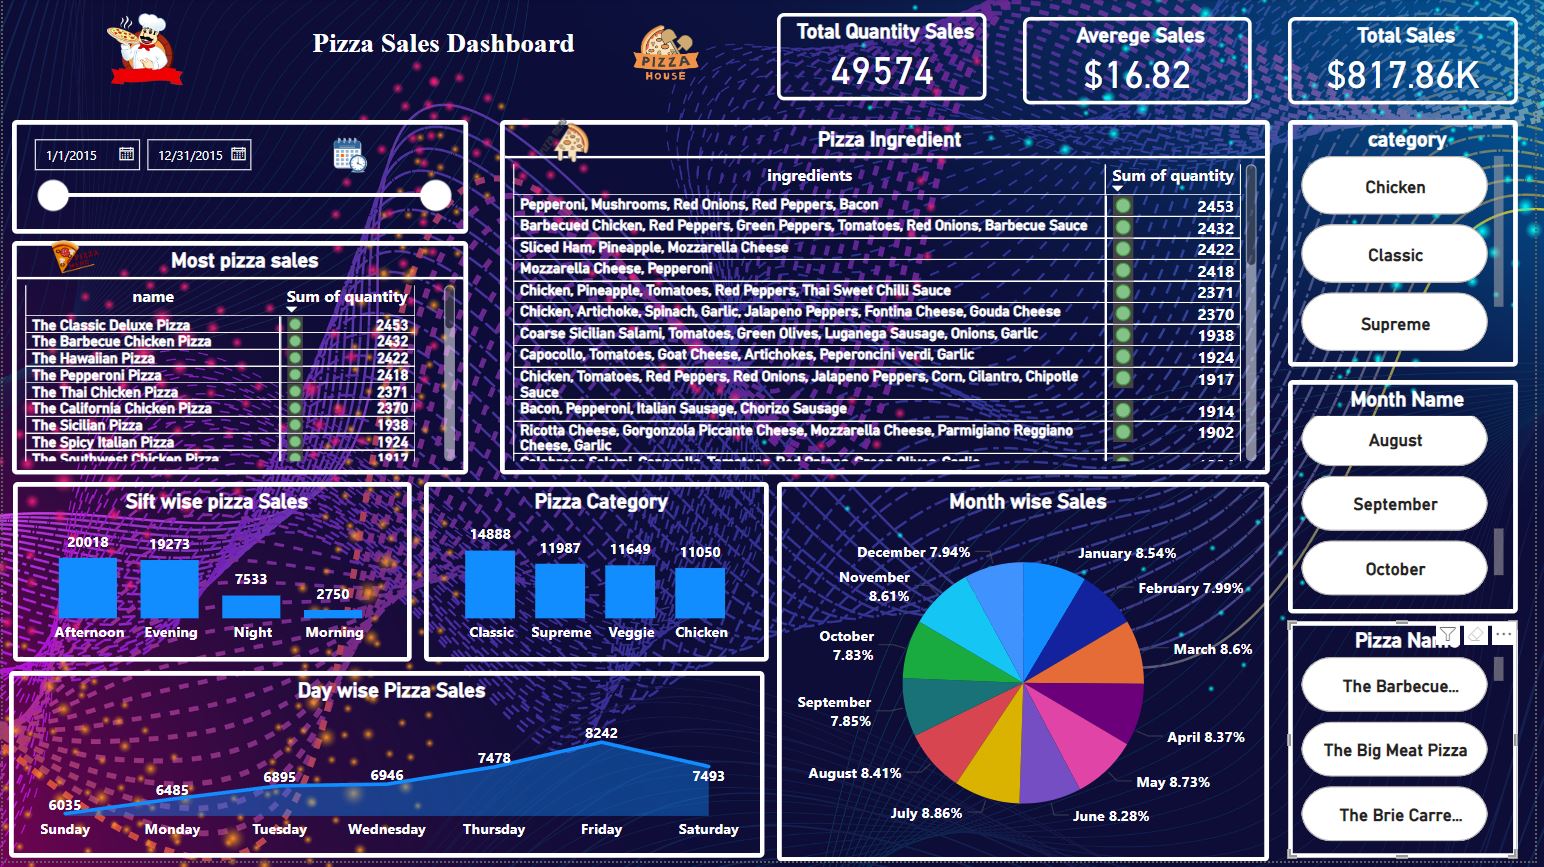 Pizza Sales Dashboard
PIZZA
HOUSE
Total Quantity Sales
49574
Averege Sales
$16.82
Total Sales
$817.86K
1/1/2015
12/31/2015
Most pizza sales
name Sum of quantity
The Classic Deluxe Pizza 2453
The Barbecue Chicken Pizza 2432
The Hawaiian Pizza 2422
The Pepperoni Pizza 2418
The Thai Chicken Pizza 2371
The California Chicken Pizza 2370
The Sicilian Pizza 1938
The Spicy Italian Pizza 1924
The Southwest Chicken Pizza 1917
Pizza Ingredient
ingredients Sum of quantity
Pepperoni, Mushrooms, Red Onions, Red Peppers, Bacon 2453
Barbecued Chicken, Red Peppers, Green Peppers, Tomatoes, Red Onions, Barbecue Sauce 2432
Sliced Ham, Pineapple, Mozzarella Cheese 2422
Mozzarella Cheese, Pepperoni 2418
Chicken, Pineapple, Tomatoes, Red Peppers, Thai Sweet Chilli Sauce 2371
Chicken, Artichoke, Spinach, Garlic, Jalapeno Peppers, Fontina Cheese, Gouda Cheese 2370
Coarse Sicilian Salami, Tomatoes, Green Olives, Luganega Sausage, Onions, Garlic 1938
Capocollo, Tomatoes, Goat Cheese, Artichokes, Peperoncini verdi, Garlic 1924
Chicken, Tomatoes, Red Peppers, Red Onions, Jalapeno Peppers, Corn, Cilantro, Chipotle 1917
Sauce
Bacon, Pepperoni, Italian Sausage, Chorizo Sausage 1914
Ricotta Cheese, Gorgonzola Piccante Cheese, Mozzarella Cheese, Parmigiano Reggiano 1902
Cheese, Garlic
Calabrese Salami, Capocollo, Tomatoes, Red Onions, Green Olives, Garlic
category
Chicken
Classic
Supreme
Month Name
August
September
October
Pizza Nam
The Barbecue...
The Big Meat Pizza
The Brie Carre...
Sift wise pizza Sales
20018
19273
7533
2750
Afternoon
Evening
Night
Morning
Pizza Category
14888
11987
11649
11050
Classic
Supreme
Veggie
Chicken
Day wise Pizza Sales
6035
6485
6895
6946
7478
8242
7493
Sunday
Monday
Tuesday
Wednesday
Thursday
Friday
Saturday
Month wise Sales
January 8.54%
February 7.99%
March 8.6%
April 8.37%
May 8.73%
June 8.28%
July 8.86%
August 8.41%
September
7.85%
October
7.83%
November
8.61%
December 7.94%